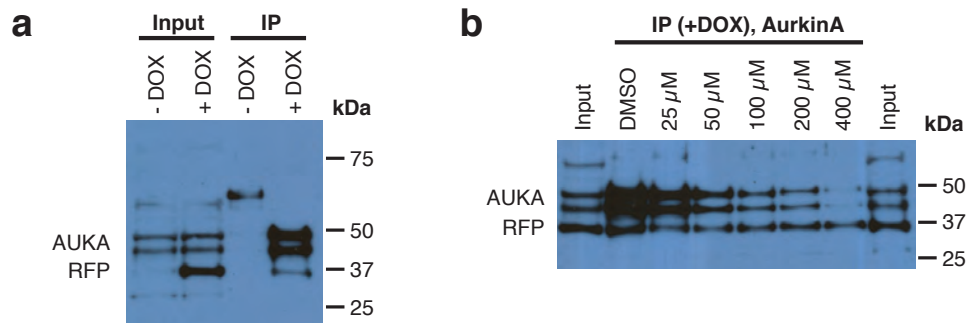 a
Input IP
- DOX + DOX - DOX + DOX kDa
75
50
AUKA
RFP 37
25
b
IP (+DOX), AurkinA
Input DMSO 25 µM 50 µM 100 µM 200 µM 400 µM Input kDa
AUKA 50
RFP 37
25